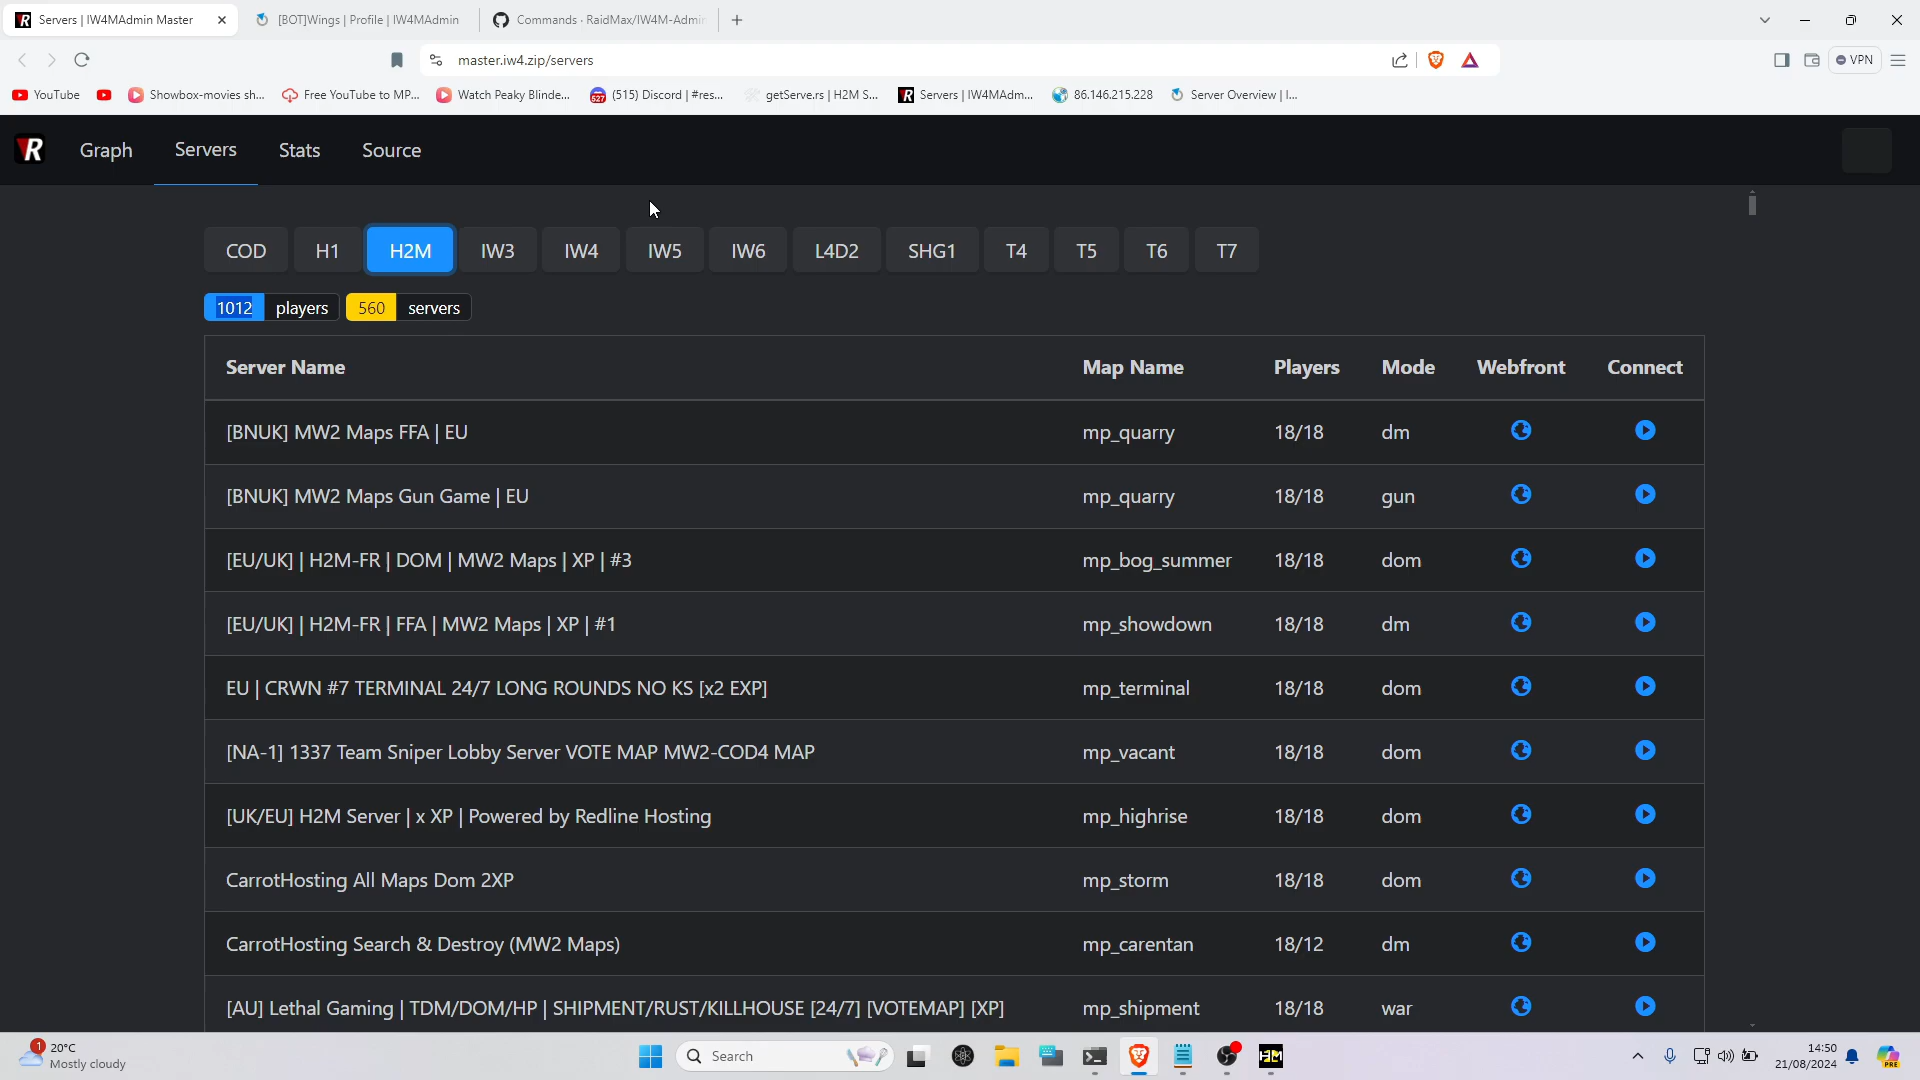 Servers | IW4MAdmin Master
[BOT]Wings | Profile | IW4MAdmin
Commands · RaidMax/IW4M-Admin
master.iw4.zip/servers
VPN
YouTube
Showbox-movies sh...
Free YouTube to MP...
Watch Peaky Blinde...
527
(515) Discord | #res...
getServe.rs | H2M S...
Servers | IW4MAdm...
86.146.215.228
Server Overview | I...
R
Graph
Servers
Stats
Source
COD
H1
H2M
IW3
IW4
IW5
IW6
L4D2
SHG1
T4
T5
T6
T7
1012 players 560 servers
Server Name Map Name Players Mode Webfront Connect
[BNUK] MW2 Maps FFA | EU mp_quarry 18/18 dm
[BNUK] MW2 Maps Gun Game | EU mp_quarry 18/18 gun
[EU/UK] | H2M-FR | DOM | MW2 Maps | XP | #3 mp_bog_summer 18/18 dom
[EU/UK] | H2M-FR | FFA | MW2 Maps | XP | #1 mp_showdown 18/18 dm
EU | CRWN #7 TERMINAL 24/7 LONG ROUNDS NO KS [x2 EXP] mp_terminal 18/18 dom
[NA-1] 1337 Team Sniper Lobby Server VOTE MAP MW2-COD4 MAP mp_vacant 18/18 dom
[UK/EU] H2M Server | x XP | Powered by Redline Hosting mp_highrise 18/18 dom
CarrotHosting All Maps Dom 2XP mp_storm 18/18 dom
CarrotHosting Search & Destroy (MW2 Maps) mp_carentan 18/12 dm
[AU] Lethal Gaming | TDM/DOM/HP | SHIPMENT/RUST/KILLHOUSE [24/7] [VOTEMAP] [XP] mp_shipment 18/18 war
1
20°C
Mostly cloudy
Search
H2M
14:50
21/08/2024
PRE